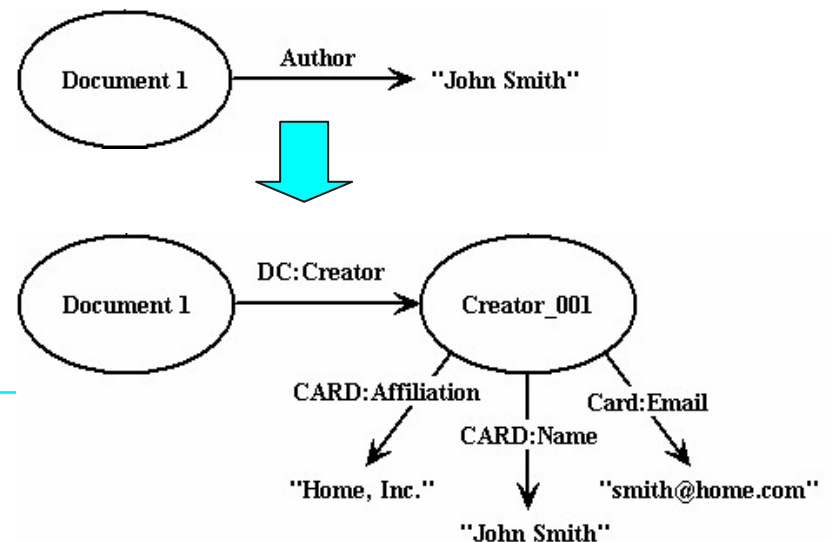 Author
Document 1
"John Smith"
DC:Creator
Document 1
Creator_001
CARD:Affiliation
Card:Email
CARD:Name
"Home, Inc."
"smith@home.com"
"John Smith"